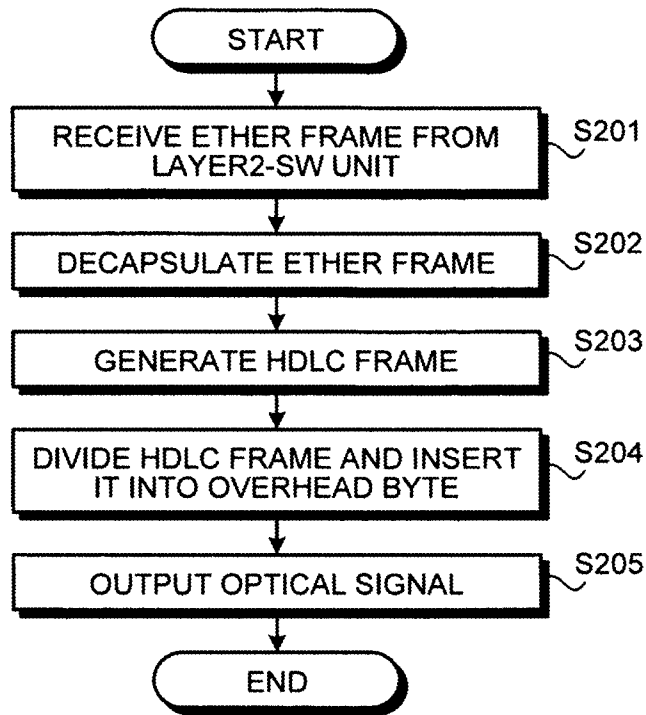 START
RECEIVE ETHER FRAME FROM
LAYER2-SW UNIT
S201
DECAPSULATE ETHER FRAME
S202
GENERATE HDLC FRAME
S203
DIVIDE HDLC FRAME AND INSERT
IT INTO OVERHEAD BYTE
S204
OUTPUT OPTICAL SIGNAL
S205
END